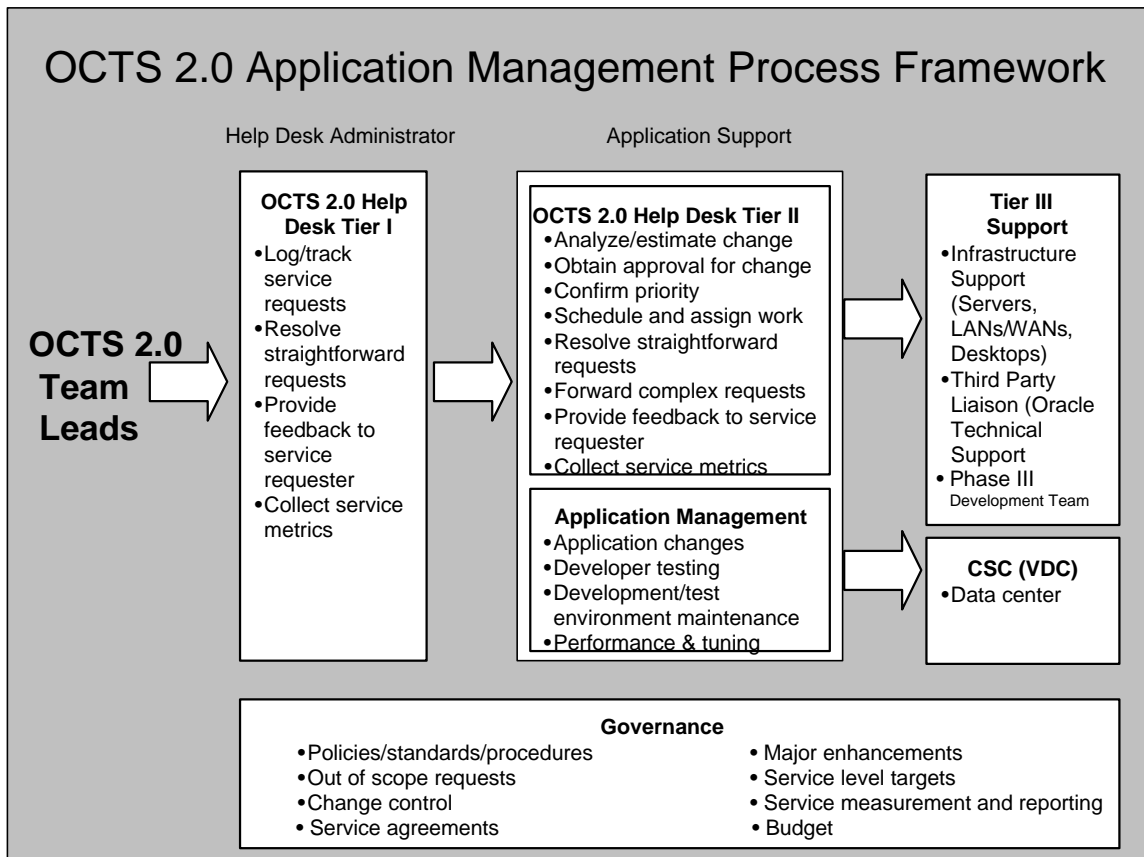 OCTS 2.0 Application Management Process Framework
Help Desk Administrator
Application Support
OCTS 2.0
Team
Leads
OCTS 2.0 Help
Desk Tier I
•Log/track
service
requests
•Resolve
straightforward
requests
•Provide
feedback to
service
requester
•Collect service
metrics
OCTS 2.0 Help Desk Tier II
•Analyze/estimate change
•Obtain approval for change
•Confirm priority
•Schedule and assign work
•Resolve straightforward
requests
•Forward complex requests
•Provide feedback to service
requester
•Collect service metrics
Application Management
•Application changes
•Developer testing
•Development/test
environment maintenance
•Performance & tuning
Tier III
Support
•Infrastructure
Support
(Servers,
LANs/WANs,
Desktops)
•Third Party
Liaison (Oracle
Technical
Support
• Phase III
Development Team
CSC (VDC)
•Data center
Governance
•Policies/standards/procedures
•Out of scope requests
•Change control
• Service agreements
• Major enhancements
• Service level targets
• Service measurement and reporting
• Budget